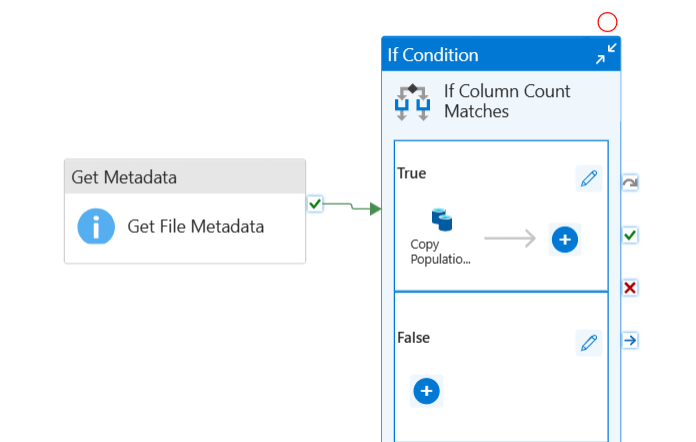 If Condition
If Column Count
Matches
Get Metadata
Get File Metadata
True
Copy
Populatio...
False